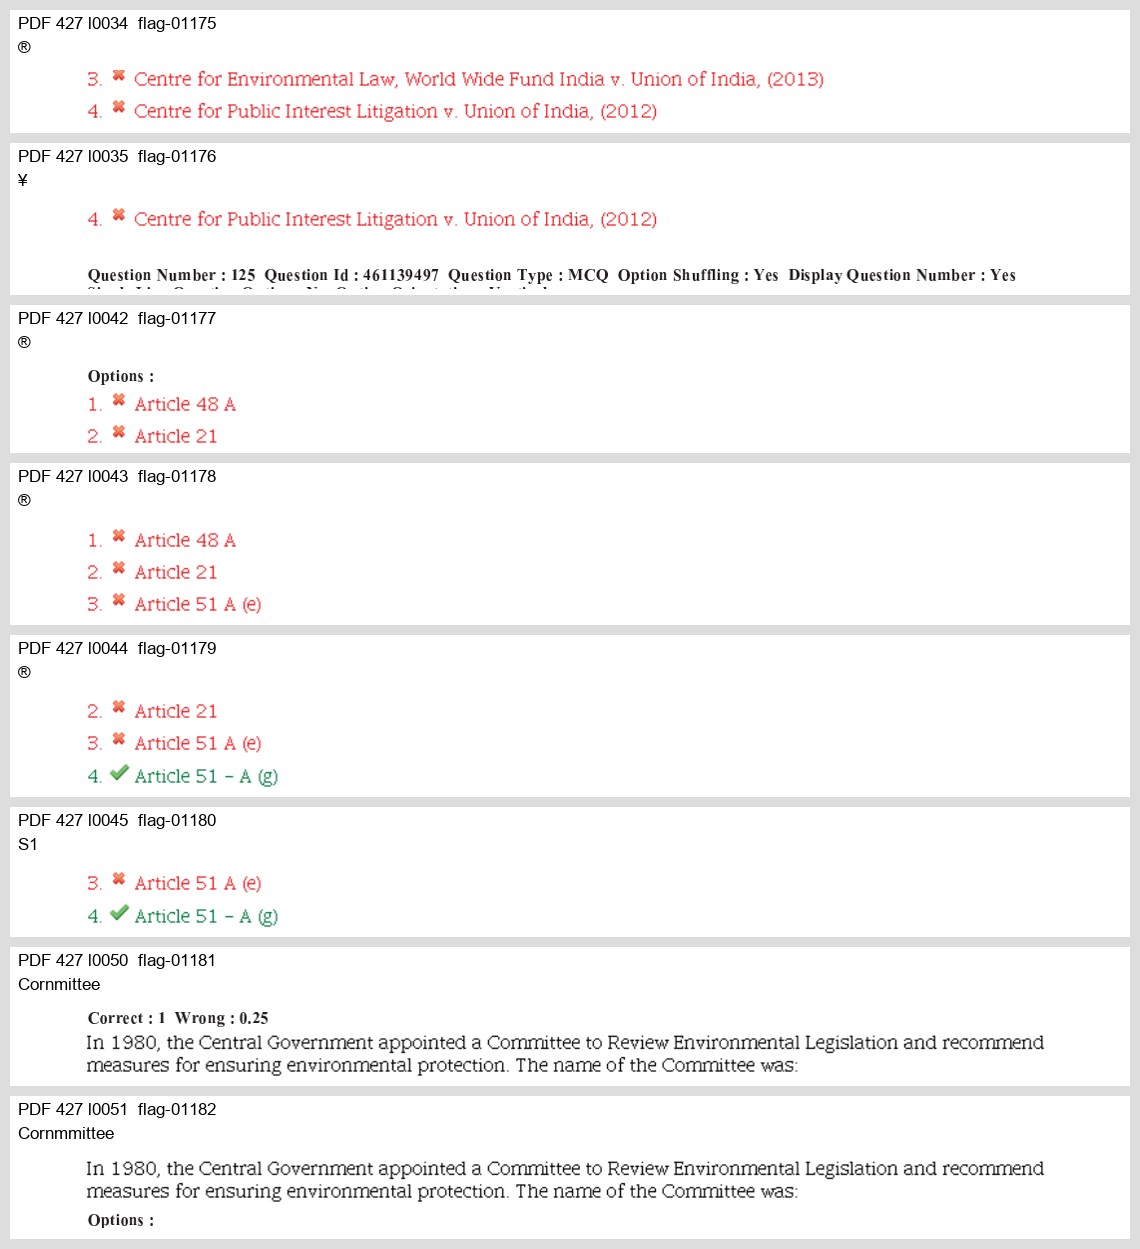 PDF 427 l0034 flag-01175
®
3. Centre for Environmental Law, World Wide Fund India v. Union of India, (2013)
4. Centre for Public Interest Litigation v. Union of India, (2012)
PDF 427 l0035 flag-01176
¥
4. Centre for Public Interest Litigation v. Union of India, (2012)
Question Number : 125 Question Id : 461139497 Question Type : MCQ Option Shuffling : Yes Display Question Number : Yes
PDF 427 l0042 flag-01177
®
Options :
1. Article 48 A
2. Article 21
PDF 427 l0043 flag-01178
®
1. Article 48 A
2. Article 21
3. Article 51 A (e)
PDF 427 l0044 flag-01179
®
2. Article 21
3. Article 51 A (e)
4. Article 51 – A (g)
PDF 427 l0045 flag-01180
S1
3. Article 51 A (e)
4. Article 51 – A (g)
PDF 427 l0050 flag-01181
Cornmittee
Correct : 1 Wrong : 0.25
In 1980, the Central Government appointed a Committee to Review Environmental Legislation and recommend
measures for ensuring environmental protection. The name of the Committee was:
PDF 427 l0051 flag-01182
Cornmmittee
In 1980, the Central Government appointed a Committee to Review Environmental Legislation and recommend
measures for ensuring environmental protection. The name of the Committee was:
Options :